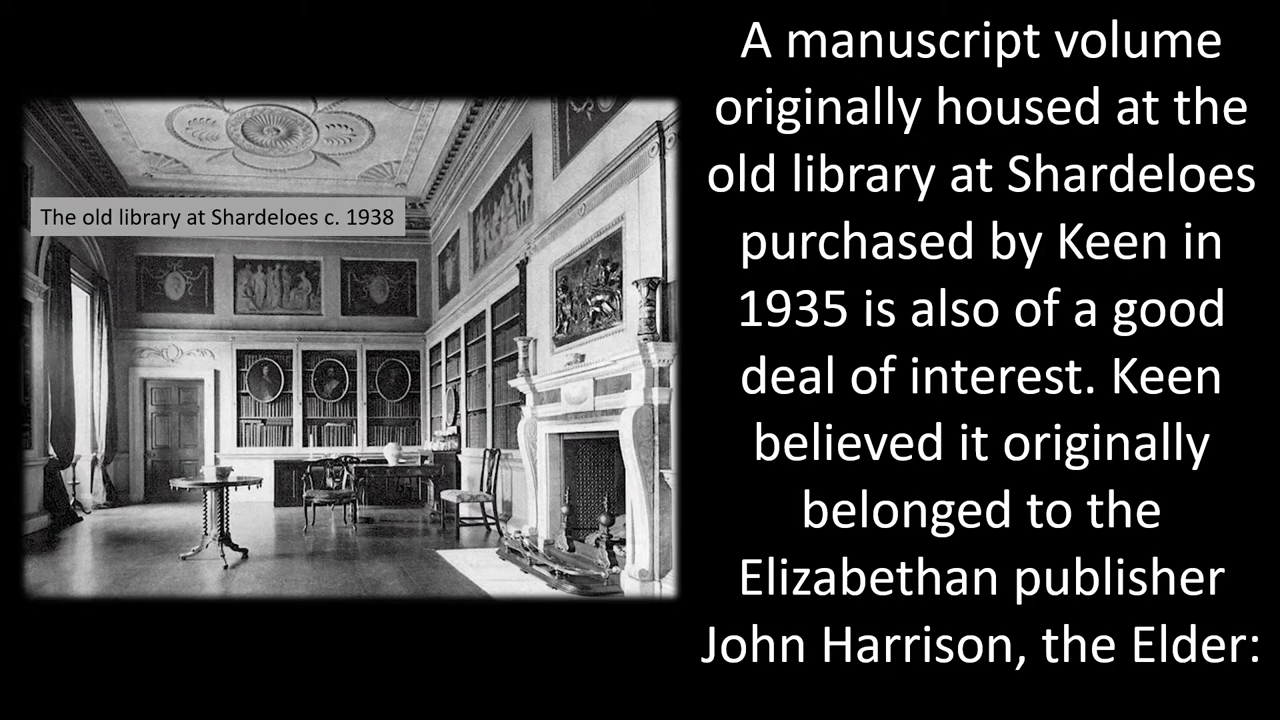 The old library at Shardeloes c. 1938
A manuscript volume
originally housed at the
old library at Shardeloes
purchased by Keen in
1935 is also of a good
deal of interest. Keen
believed it originally
belonged to the
Elizabethan publisher
John Harrison, the Elder: